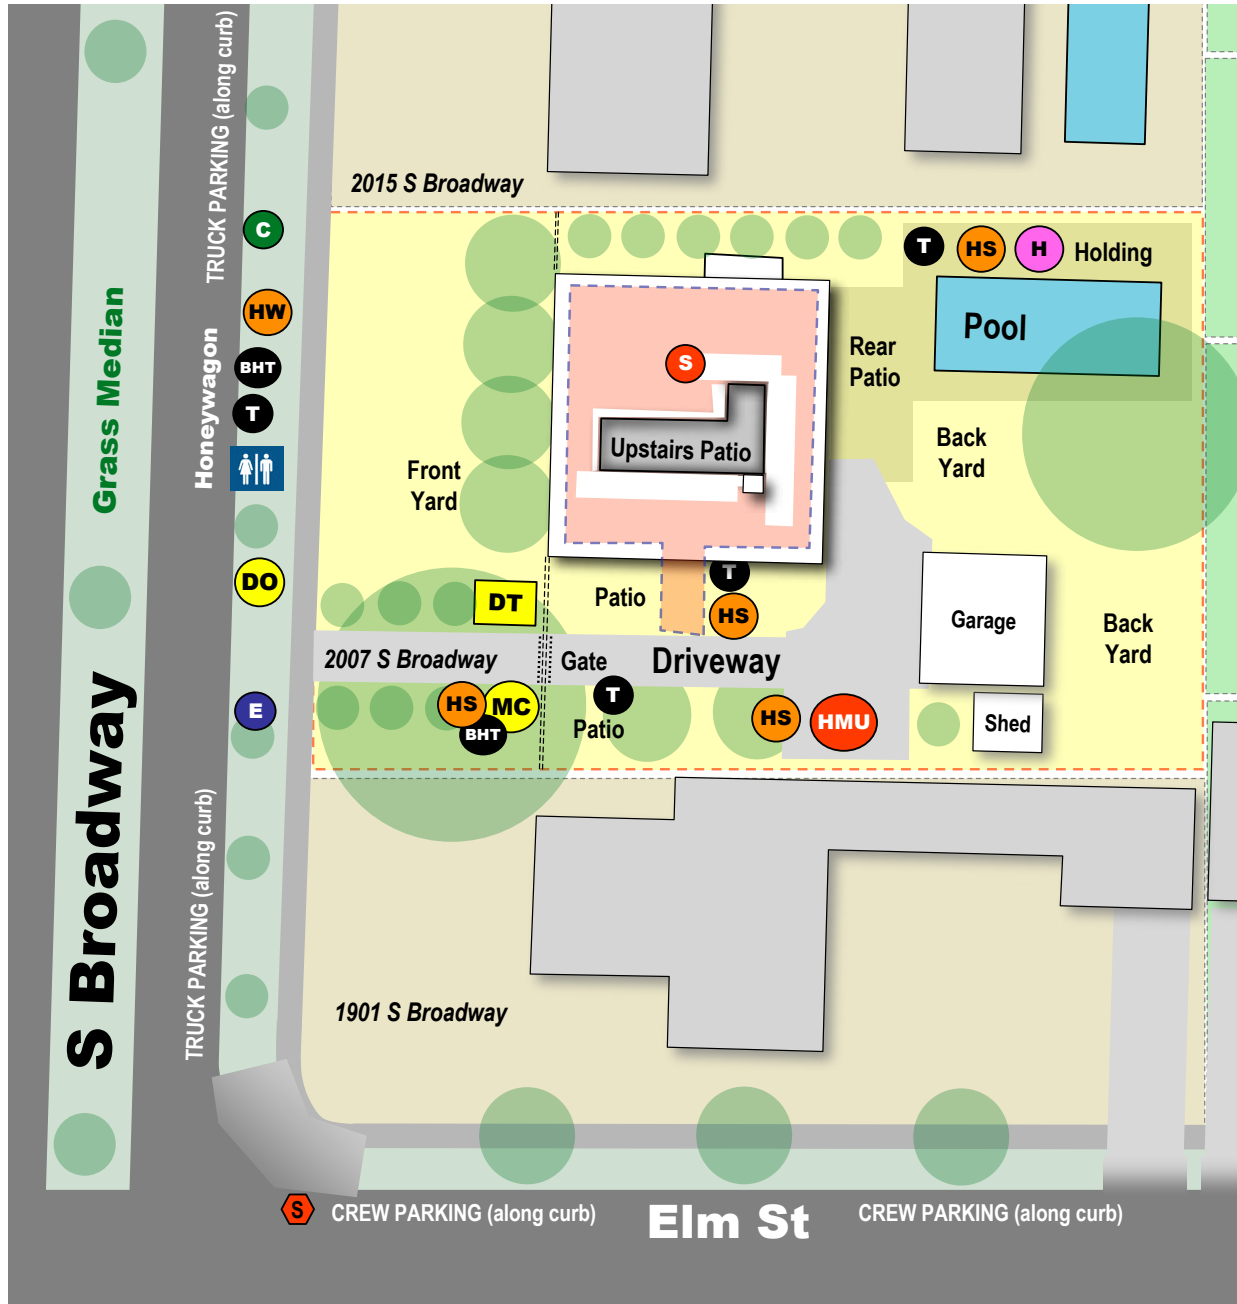 TRUCK PARKING (along curb)
2015 S Broadway
C
T
HS
H
Holding
HW
Pool
Grass Median
Honeywagon
BHT
T
S
Rear
Patio
Upstairs Patio
Back
Yard
Front
Yard
DO
DT
Patio
T
HS
Garage
Back
Yard
2007 S Broadway
Gate
Driveway
E
HS
MC
BHT
T
Patio
HS
HMU
Shed
S Broadway
TRUCK PARKING (along curb)
1901 S Broadway
S
CREW PARKING (along curb)
Elm St
CREW PARKING (along curb)